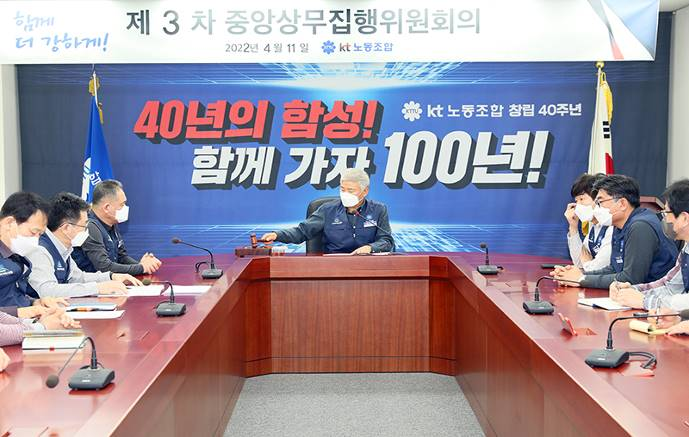 함께
더 강하게!
제 3 차 중앙상무집행위원회의
2022년 4월 11일 kt 노동조합
40년의 함성!
kt 노동조합 창립 40주년
함께 가자 100년!